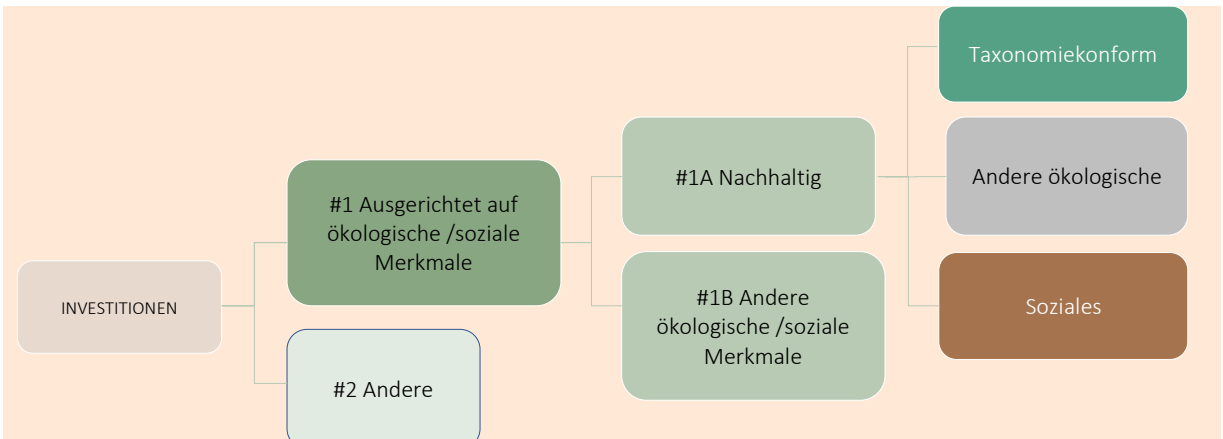 Taxonomiekonform
#1A Nachhaltig
Andere ökologische
#1 Ausgerichtet auf
ökologische /soziale
Merkmale
#1B Andere
ökologische /soziale
Merkmale
Soziales
INVESTITIONEN
#2 Andere